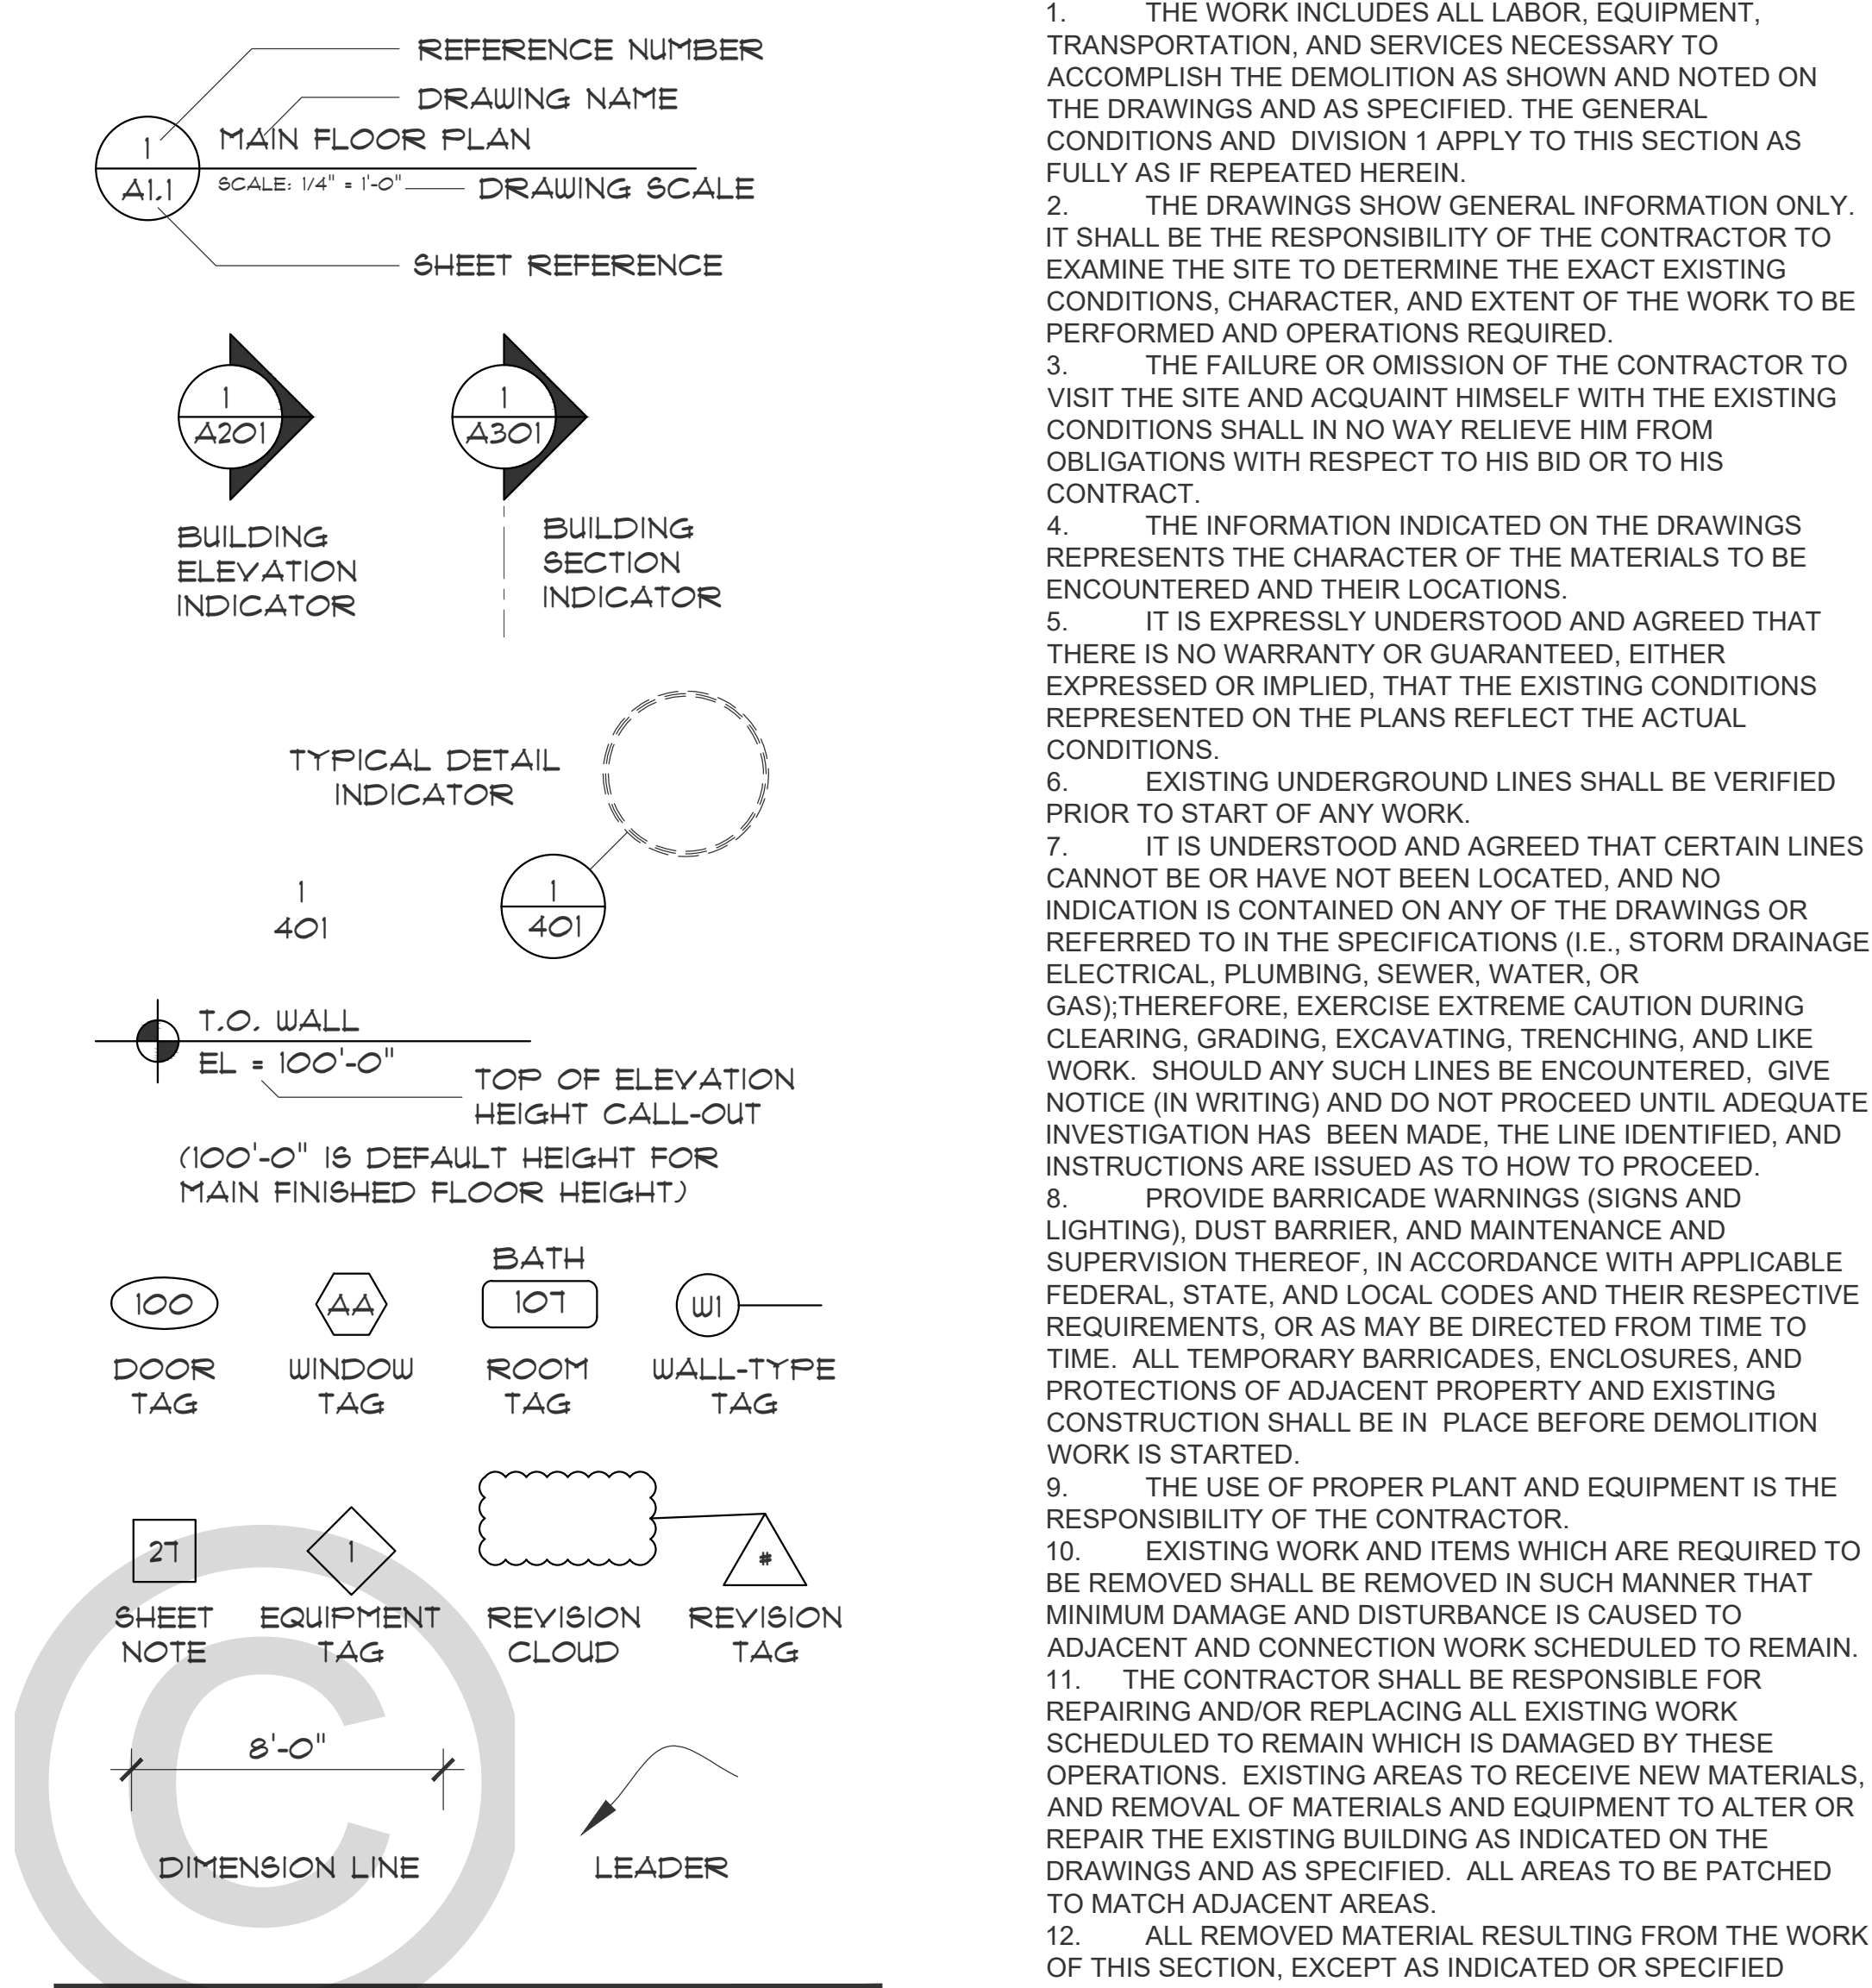 REFERENCE NUMBER
DRAWING NAME
1
MAIN FLOOR PLAN
A1.1
SCALE: 1/4" = 1'-0"
DRAWING SCALE
SHEET REFERENCE
1
A201
1
A301
BUILDING
ELEVATION
INDICATOR
BUILDING
SECTION
INDICATOR
TYPICAL DETAIL
INDICATOR
1
401
1
401
T.O. WALL
EL = 100'-0"
TOP OF ELEVATION
HEIGHT CALL-OUT
(100'-0" IS DEFAULT HEIGHT FOR
MAIN FINISHED FLOOR HEIGHT)
100
DOOR
TAG
AA
WINDOW
TAG
BATH
107
ROOM
TAG
W1
WALL-TYPE
TAG
27
SHEET
NOTE
1
EQUIPMENT
TAG
REVISION
CLOUD
#
REVISION
TAG
8'-0"
DIMENSION LINE
LEADER
©
1. THE WORK INCLUDES ALL LABOR, EQUIPMENT,
TRANSPORTATION, AND SERVICES NECESSARY TO
ACCOMPLISH THE DEMOLITION AS SHOWN AND NOTED ON
THE DRAWINGS AND AS SPECIFIED. THE GENERAL
CONDITIONS AND DIVISION 1 APPLY TO THIS SECTION AS
FULLY AS IF REPEATED HEREIN.
2. THE DRAWINGS SHOW GENERAL INFORMATION ONLY.
IT SHALL BE THE RESPONSIBILITY OF THE CONTRACTOR TO
EXAMINE THE SITE TO DETERMINE THE EXACT EXISTING
CONDITIONS, CHARACTER, AND EXTENT OF THE WORK TO BE
PERFORMED AND OPERATIONS REQUIRED.
3. THE FAILURE OR OMISSION OF THE CONTRACTOR TO
VISIT THE SITE AND ACQUAINT HIMSELF WITH THE EXISTING
CONDITIONS SHALL IN NO WAY RELIEVE HIM FROM
OBLIGATIONS WITH RESPECT TO HIS BID OR TO HIS
CONTRACT.
4. THE INFORMATION INDICATED ON THE DRAWINGS
REPRESENTS THE CHARACTER OF THE MATERIALS TO BE
ENCOUNTERED AND THEIR LOCATIONS.
5. IT IS EXPRESSLY UNDERSTOOD AND AGREED THAT
THERE IS NO WARRANTY OR GUARANTEED, EITHER
EXPRESSED OR IMPLIED, THAT THE EXISTING CONDITIONS
REPRESENTED ON THE PLANS REFLECT THE ACTUAL
CONDITIONS.
6. EXISTING UNDERGROUND LINES SHALL BE VERIFIED
PRIOR TO START OF ANY WORK.
7. IT IS UNDERSTOOD AND AGREED THAT CERTAIN LINES
CANNOT BE OR HAVE NOT BEEN LOCATED, AND NO
INDICATION IS CONTAINED ON ANY OF THE DRAWINGS OR
REFERRED TO IN THE SPECIFICATIONS (I.E., STORM DRAINAGE
ELECTRICAL, PLUMBING, SEWER, WATER, OR
GAS);THEREFORE, EXERCISE EXTREME CAUTION DURING
CLEARING, GRADING, EXCAVATING, TRENCHING, AND LIKE
WORK. SHOULD ANY SUCH LINES BE ENCOUNTERED, GIVE
NOTICE (IN WRITING) AND DO NOT PROCEED UNTIL ADEQUATE
INVESTIGATION HAS BEEN MADE, THE LINE IDENTIFIED, AND
INSTRUCTIONS ARE ISSUED AS TO HOW TO PROCEED.
8. PROVIDE BARRICADE WARNINGS (SIGNS AND
LIGHTING), DUST BARRIER, AND MAINTENANCE AND
SUPERVISION THEREOF, IN ACCORDANCE WITH APPLICABLE
FEDERAL, STATE, AND LOCAL CODES AND THEIR RESPECTIVE
REQUIREMENTS, OR AS MAY BE DIRECTED FROM TIME TO
TIME. ALL TEMPORARY BARRICADES, ENCLOSURES, AND
PROTECTIONS OF ADJACENT PROPERTY AND EXISTING
CONSTRUCTION SHALL BE IN PLACE BEFORE DEMOLITION
WORK IS STARTED.
9. THE USE OF PROPER PLANT AND EQUIPMENT IS THE
RESPONSIBILITY OF THE CONTRACTOR.
10. EXISTING WORK AND ITEMS WHICH ARE REQUIRED TO
BE REMOVED SHALL BE REMOVED IN SUCH MANNER THAT
MINIMUM DAMAGE AND DISTURBANCE IS CAUSED TO
ADJACENT AND CONNECTION WORK SCHEDULED TO REMAIN.
11. THE CONTRACTOR SHALL BE RESPONSIBLE FOR
REPAIRING AND/OR REPLACING ALL EXISTING WORK
SCHEDULED TO REMAIN WHICH IS DAMAGED BY THESE
OPERATIONS. EXISTING AREAS TO RECEIVE NEW MATERIALS,
AND REMOVAL OF MATERIALS AND EQUIPMENT TO ALTER OR
REPAIR THE EXISTING BUILDING AS INDICATED ON THE
DRAWINGS AND AS SPECIFIED. ALL AREAS TO BE PATCHED
TO MATCH ADJACENT AREAS.
12. ALL REMOVED MATERIAL RESULTING FROM THE WORK
OF THIS SECTION, EXCEPT AS INDICATED OR SPECIFIED